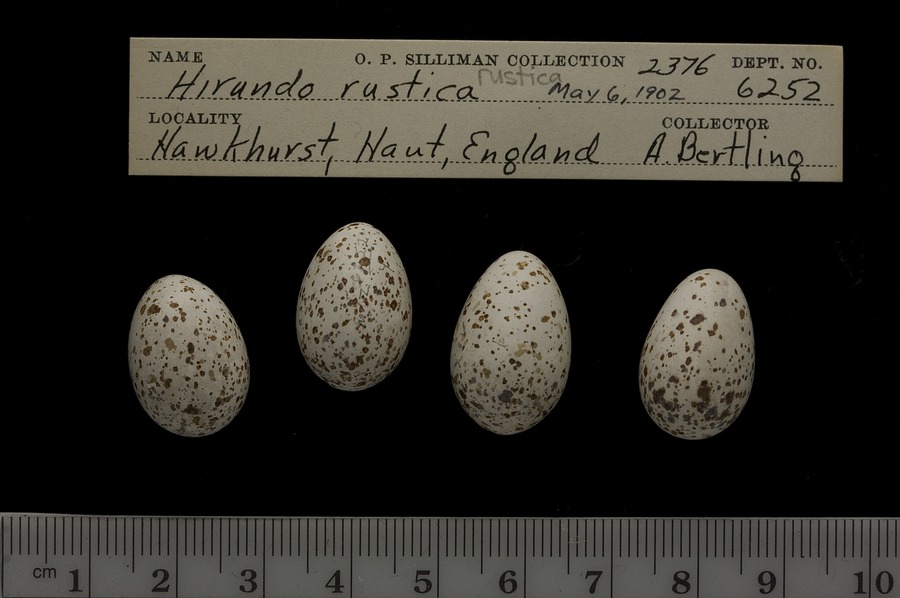 NAME O. P. SILLIMAN COLLECTION 2376 DEPT. NO.
Hirundo rustica rustica May 6, 1902 6252
LOCALITY COLLECTOR
Hawkhurst, Haut, England A. Bertling
cm 1 2 3 4 5 6 7 8 9 10